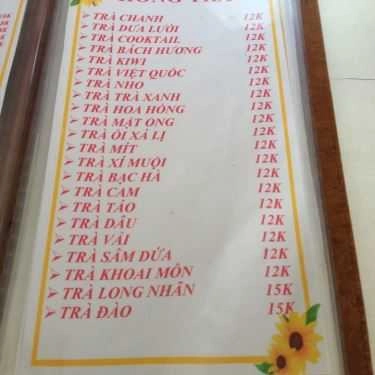 HỒNG TRÀ
TRÀ CHANH 12K
TRÀ DƯA LƯỚI 12K
TRÀ COOKTAIL 12K
TRÀ BÁCH HƯƠNG 12K
TRÀ KIWI 12K
TRÀ VIỆT QUỐC 12K
TRÀ NHO 12K
TRÀ TRÀ XANH 12K
TRÀ HOA HỒNG 12K
TRÀ MẬT ONG 12K
TRÀ ỔI XÁ LỊ 12K
TRÀ MÍT 12K
TRÀ XÍ MUỘI 12K
TRÀ BẠC HÀ 12K
TRÀ CAM 12K
TRÀ TÁO 12K
TRÀ DÂU 12K
TRÀ VẢI 12K
TRÀ SÂM DỨA 12K
TRÀ KHOAI MÔN 12K
TRÀ LONG NHÃN 15K
TRÀ ĐÀO 15K